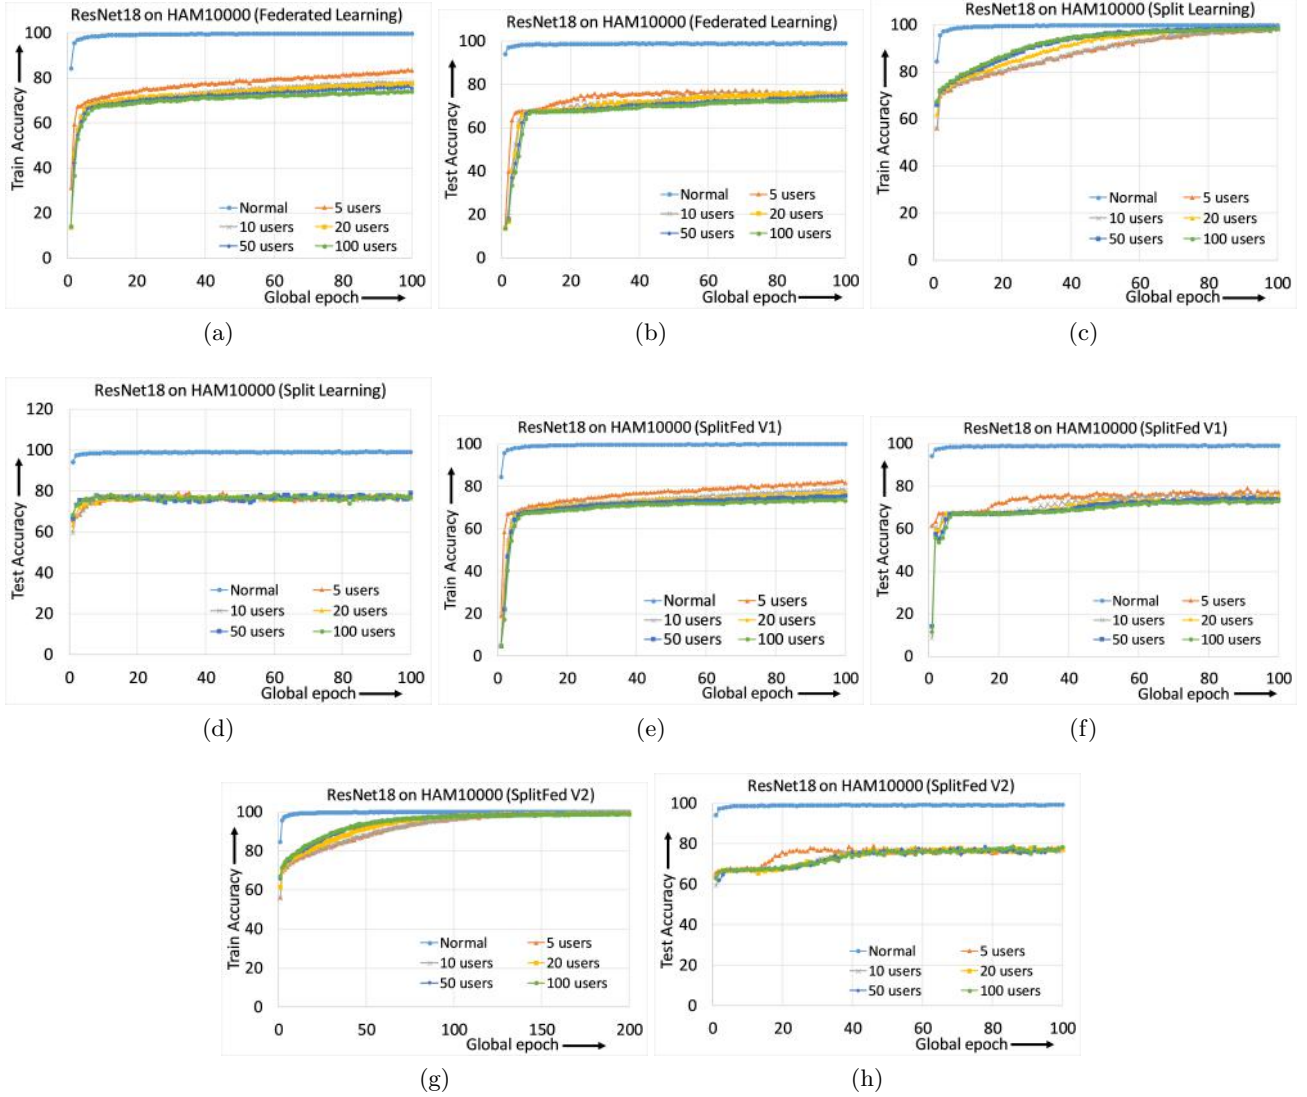 ResNet18 on HAM10000 (Federated Learning)
100
80
60
40
20
0
Train Accuracy
Normal 5 users
10 users 20 users
50 users 100 users
0 20 40 60 80 100
Global epoch
(a)
ResNet18 on HAM10000 (Federated Learning)
100
80
60
40
20
0
Test Accuracy
Normal 5 users
10 users 20 users
50 users 100 users
0 20 40 60 80 100
Global epoch
(b)
ResNet18 on HAM10000 (Split Learning)
100
80
60
40
20
0
Train Accuracy
Normal 5 users
10 users 20 users
50 users 100 users
0 20 40 60 80 100
Global epoch
(c)
ResNet18 on HAM10000 (Split Learning)
120
100
80
60
40
20
0
Test Accuracy
Normal 5 users
10 users 20 users
50 users 100 users
0 20 40 60 80 100
Global epoch
(d)
ResNet18 on HAM10000 (SplitFed V1)
100
80
60
40
20
0
Train Accuracy
Normal 5 users
10 users 20 users
50 users 100 users
0 20 40 60 80 100
Global epoch
(e)
ResNet18 on HAM10000 (SplitFed V1)
100
80
60
40
20
0
Test Accuracy
Normal 5 users
10 users 20 users
50 users 100 users
0 20 40 60 80 100
Global epoch
(f)
ResNet18 on HAM10000 (SplitFed V2)
100
80
60
40
20
0
Train Accuracy
Normal 5 users
10 users 20 users
50 users 100 users
0 50 100 150 200
Global epoch
(g)
ResNet18 on HAM10000 (SplitFed V2)
100
80
60
40
20
0
Test Accuracy
Normal 5 users
10 users 20 users
50 users 100 users
0 20 40 60 80 100
Global epoch
(h)